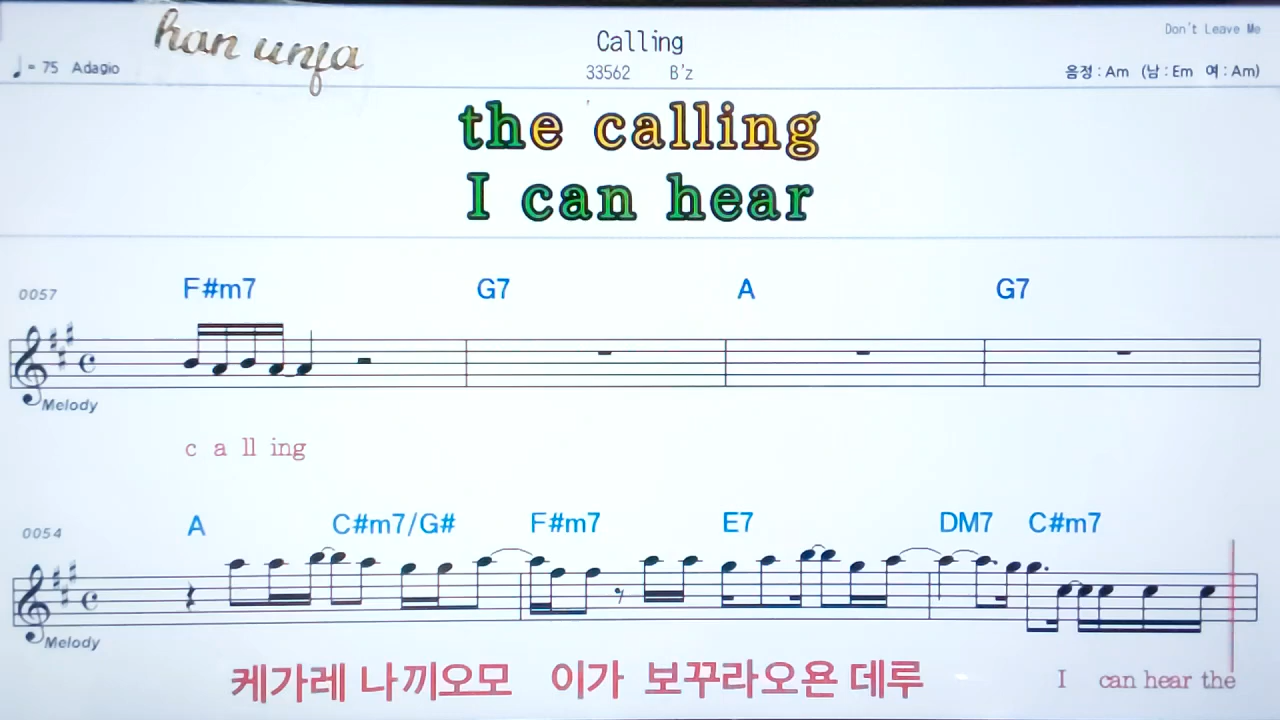 han unja
Calling
Don't Leave Me
♩= 75 Adagio
33562 B'z
음정 : Am (남 : Em 여 : Am)
the calling
I can hear
0057 F#m7 G7 A G7
Melody
c a ll ing
0054 A C#m7/G# F#m7 E7 DM7 C#m7
Melody
케가레 나끼오모 이가 보꾸라오욘 데루 I can hear the